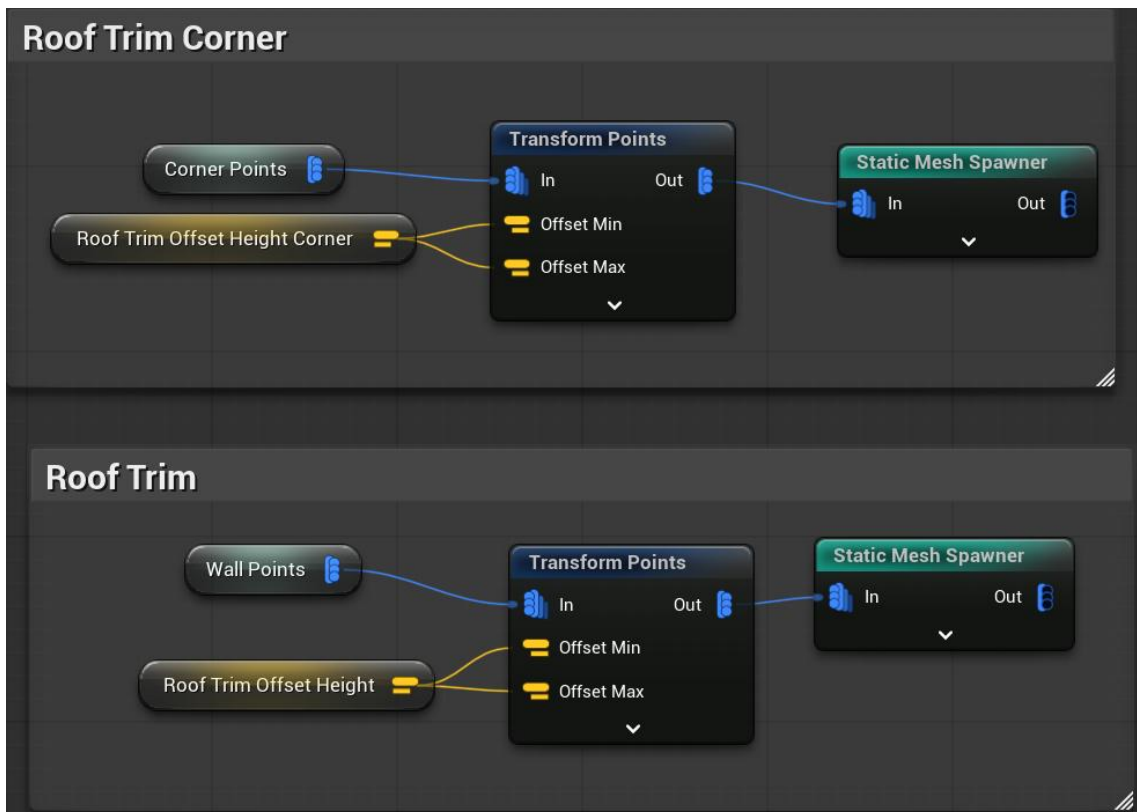 Roof Trim Corner
Transform Points
Corner Points
In
Out
Static Mesh Spawner
In
Out
Roof Trim Offset Height Corner
Offset Min
Offset Max
Roof Trim
Wall Points
Transform Points
In
Out
Static Mesh Spawner
In
Out
Roof Trim Offset Height
Offset Min
Offset Max